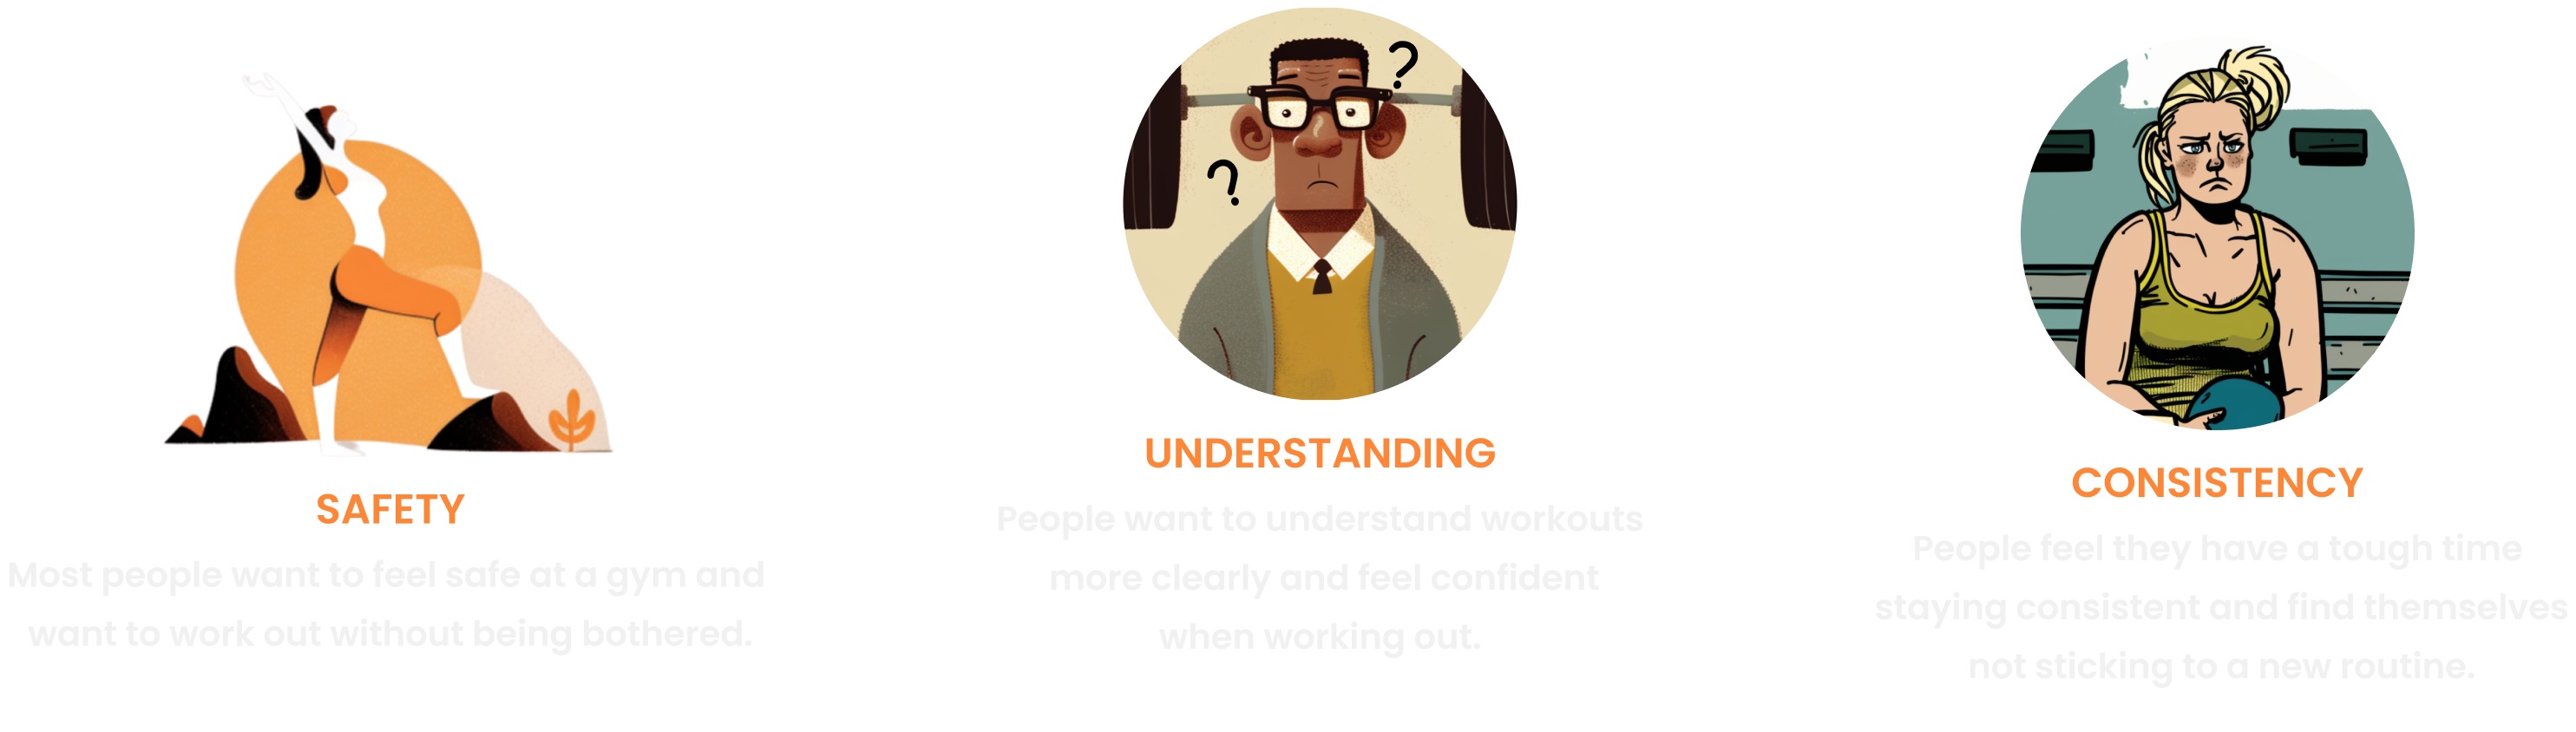 SAFETY
Most people want to feel safe at a gym and
want to work out without being bothered.
? ?
UNDERSTANDING
People want to understand workouts
more clearly and feel confident
when working out.
CONSISTENCY
People feel they have a tough time
staying consistent and find themselves
not sticking to a new routine.